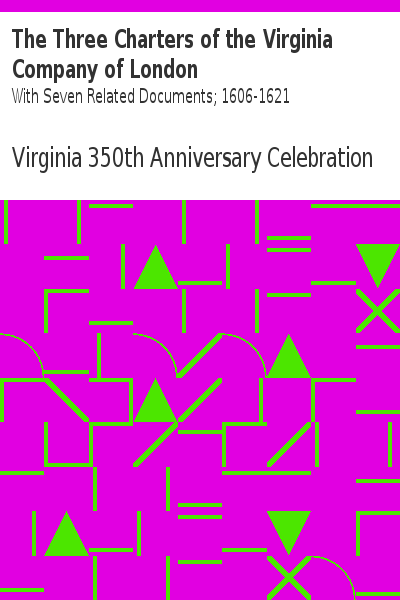 The Three Charters of the Virginia
Company of London
With Seven Related Documents; 1606-1621
Virginia 350th Anniversary Celebration